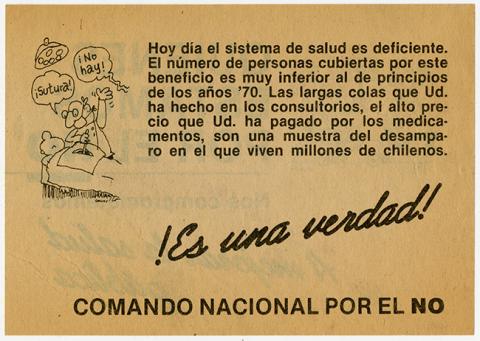 ¡No
hay!
¡Sutura!
Hoy día el sistema de salud es deficiente.
El número de personas cubiertas por este
beneficio es muy inferior al de principios
de los años '70. Las largas colas que Ud.
ha hecho en los consultorios, el alto pre-
cio que Ud. ha pagado por los medica-
mentos, son una muestra del desampa-
ro en el que viven millones de chilenos.
!Es una verdad!
COMANDO NACIONAL POR EL NO